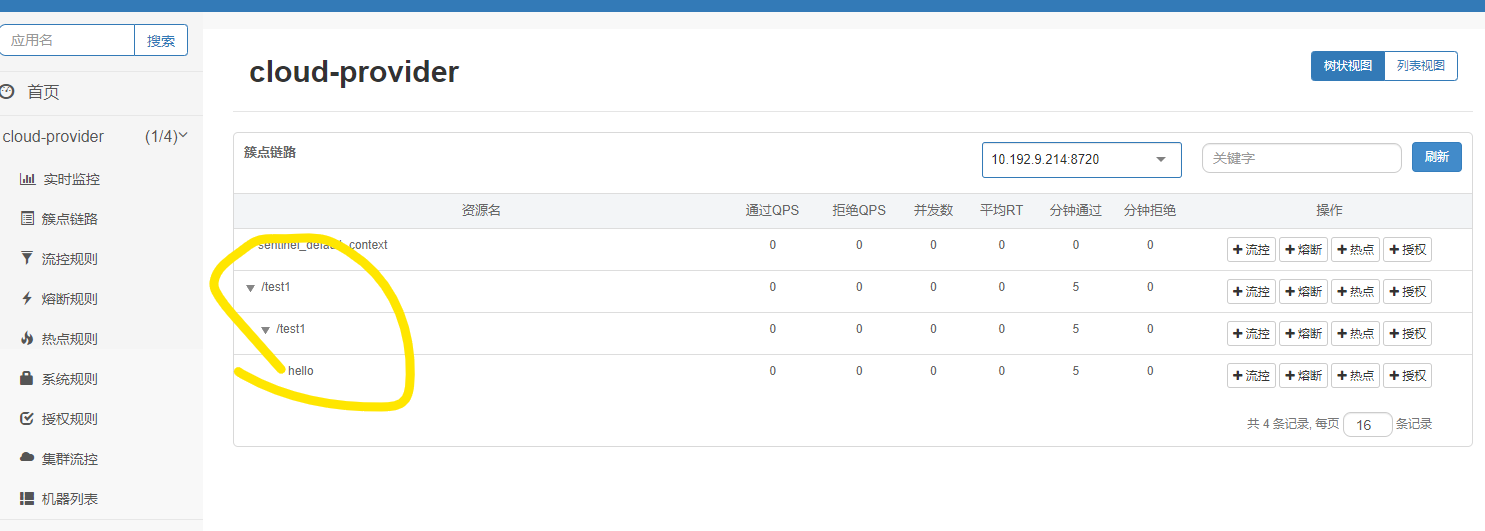 应用名 搜索
首页
cloud-provider (1/4)
实时监控
簇点链路
流控规则
熔断规则
热点规则
系统规则
授权规则
集群流控
机器列表
cloud-provider
树状视图 列表视图
簇点链路 10.192.9.214:8720 关键字 刷新
资源名 通过QPS 拒绝QPS 并发数 平均RT 分钟通过 分钟拒绝 操作
sentinel_default_context 0 0 0 0 0 0 +流控 +熔断 +热点 +授权
/test1 0 0 0 0 5 0 +流控 +熔断 +热点 +授权
/test1 0 0 0 0 5 0 +流控 +熔断 +热点 +授权
hello 0 0 0 0 5 0 +流控 +熔断 +热点 +授权
共 4 条记录, 每页 16 条记录